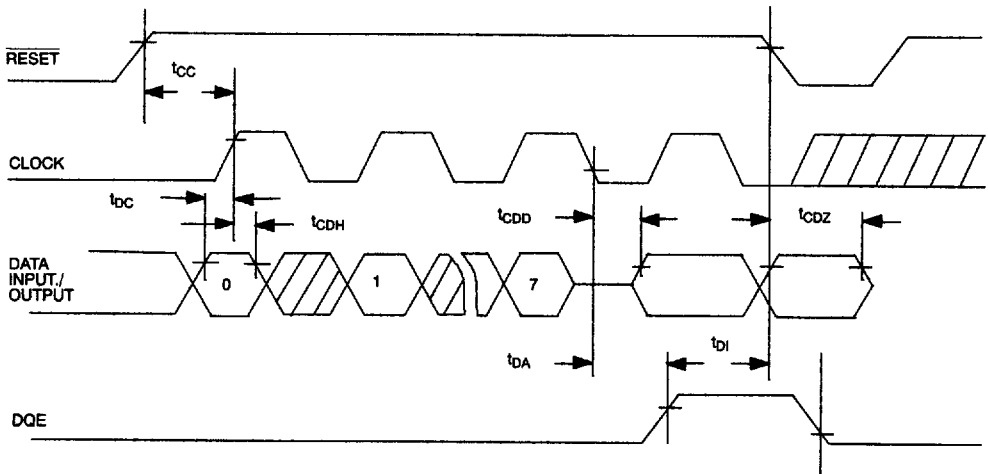 RESET
tCC
CLOCK
tDC
tCDH
tCDD
tCDZ
DATA
INPUT./
OUTPUT
0
1
7
tDA
tDI
DQE